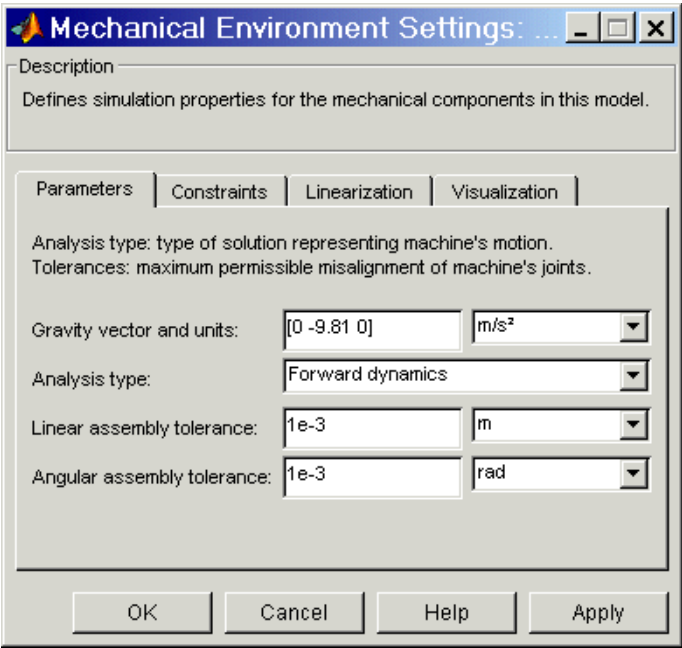 Mechanical Environment Settings: ...
Description
Defines simulation properties for the mechanical components in this model.
Parameters Constraints Linearization Visualization
Analysis type: type of solution representing machine's motion.
Tolerances: maximum permissible misalignment of machine's joints.
Gravity vector and units: [0 -9.81 0] m/s²
Analysis type: Forward dynamics
Linear assembly tolerance: 1e-3 m
Angular assembly tolerance: 1e-3 rad
OK Cancel Help Apply